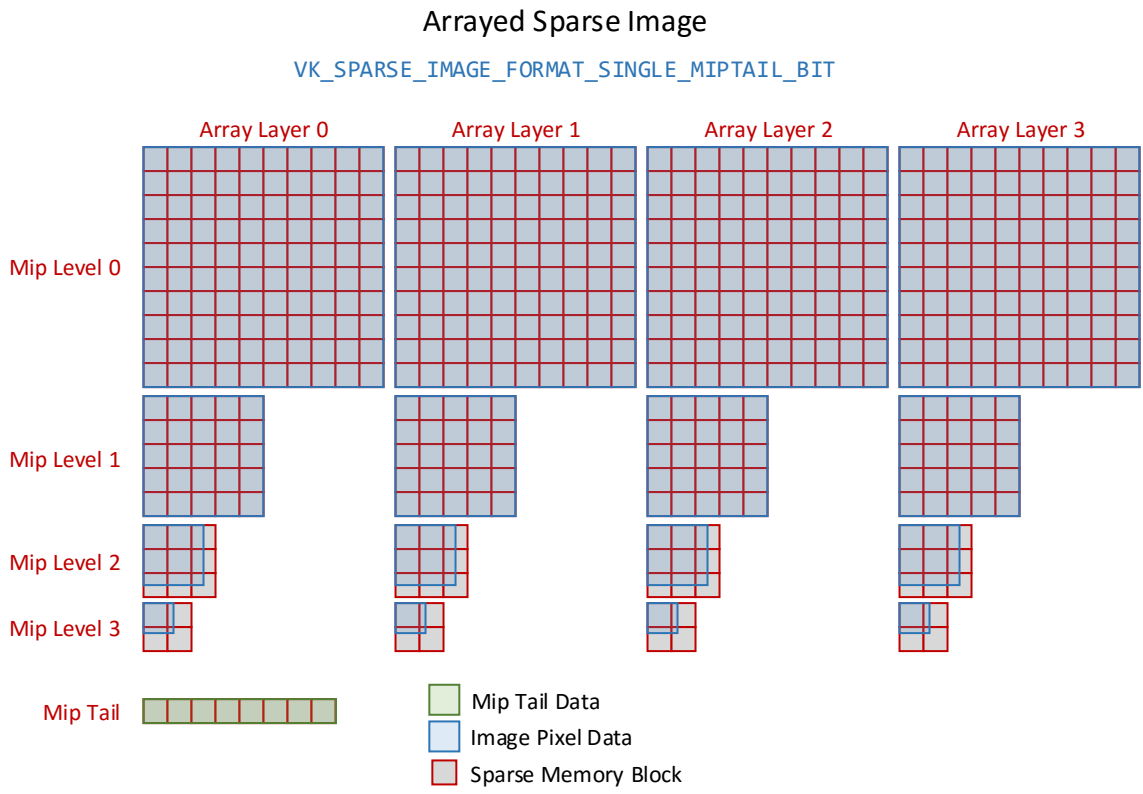 Arrayed Sparse Image
VK_SPARSE_IMAGE_FORMAT_SINGLE_MIPTAIL_BIT
Array Layer 0
Array Layer 1
Array Layer 2
Array Layer 3
Mip Level 0
Mip Level 1
Mip Level 2
Mip Level 3
Mip Tail
Mip Tail Data
Image Pixel Data
Sparse Memory Block